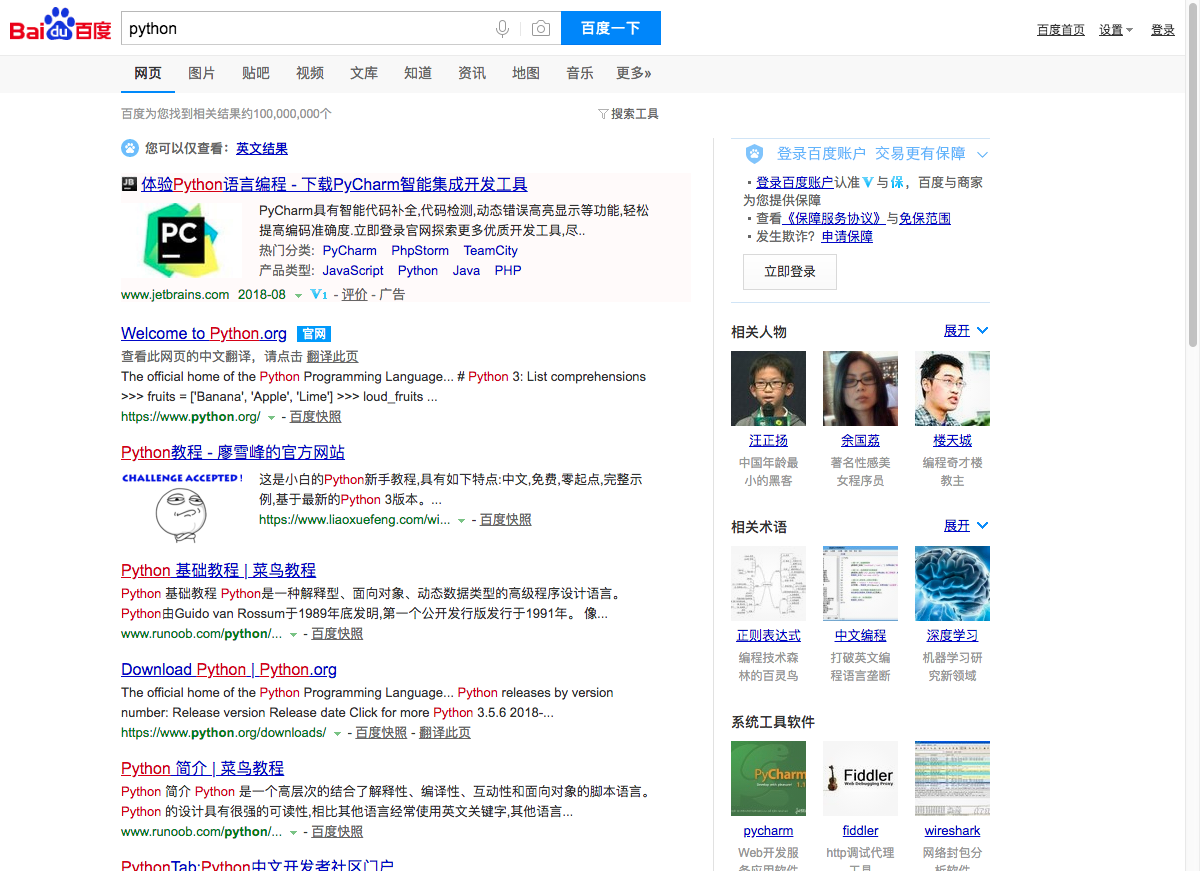 Bai du 百度
python
百度一下
百度首页 设置 登录
网页 图片 贴吧 视频 文库 知道 资讯 地图 音乐 更多»
百度为您找到相关结果约100,000,000个
搜索工具
您可以仅查看：英文结果
体验Python语言编程 - 下载PyCharm智能集成开发工具
PC
PyCharm具有智能代码补全,代码检测,动态错误高亮显示等功能,轻松
提高编码准确度.立即登录官网探索更多优质开发工具,尽..
热门分类: PyCharm PhpStorm TeamCity
产品类型: JavaScript Python Java PHP
www.jetbrains.com 2018-08 V1 - 评价 - 广告
Welcome to Python.org 官网
查看此网页的中文翻译，请点击 翻译此页
The official home of the Python Programming Language... # Python 3: List comprehensions
>>> fruits = ['Banana', 'Apple', 'Lime'] >>> loud_fruits ...
https://www.python.org/ - 百度快照
Python教程 - 廖雪峰的官方网站
CHALLENGE ACCEPTED!
这是小白的Python新手教程,具有如下特点:中文,免费,零起点,完整示
例,基于最新的Python 3版本。...
https://www.liaoxuefeng.com/wi... - 百度快照
Python 基础教程 | 菜鸟教程
Python 基础教程 Python是一种解释型、面向对象、动态数据类型的高级程序设计语言。
Python由Guido van Rossum于1989年底发明,第一个公开发行版发行于1991年。 像...
www.runoob.com/python/... - 百度快照
Download Python | Python.org
The official home of the Python Programming Language... Python releases by version
number: Release version Release date Click for more Python 3.5.6 2018-...
https://www.python.org/downloads/ - 百度快照 - 翻译此页
Python 简介 | 菜鸟教程
Python 简介 Python 是一个高层次的结合了解释性、编译性、互动性和面向对象的脚本语言。
Python 的设计具有很强的可读性,相比其他语言经常使用英文关键字,其他语言...
www.runoob.com/python/... - 百度快照
PythonTab:Python中文开发者社区门户
登录百度账户 交易更有保障
·登录百度账户认准V与保，百度与商家
为您提供保障
·查看《保障服务协议》与免保范围
·发生欺诈？申请保障
立即登录
相关人物 展开
汪正扬 余国荔 楼天城
中国年龄最 著名性感美 编程奇才楼
小的黑客 女程序员 教主
相关术语 展开
正则表达式 中文编程 深度学习
编程技术森 打破英文编 机器学习研
林的百灵鸟 程语言垄断 究新领域
系统工具软件
PyCharm
Fiddler
Web Debugging Proxy
pycharm fiddler wireshark
Web开发服 http调试代理 网络封包分
务应用软件 工具 析软件